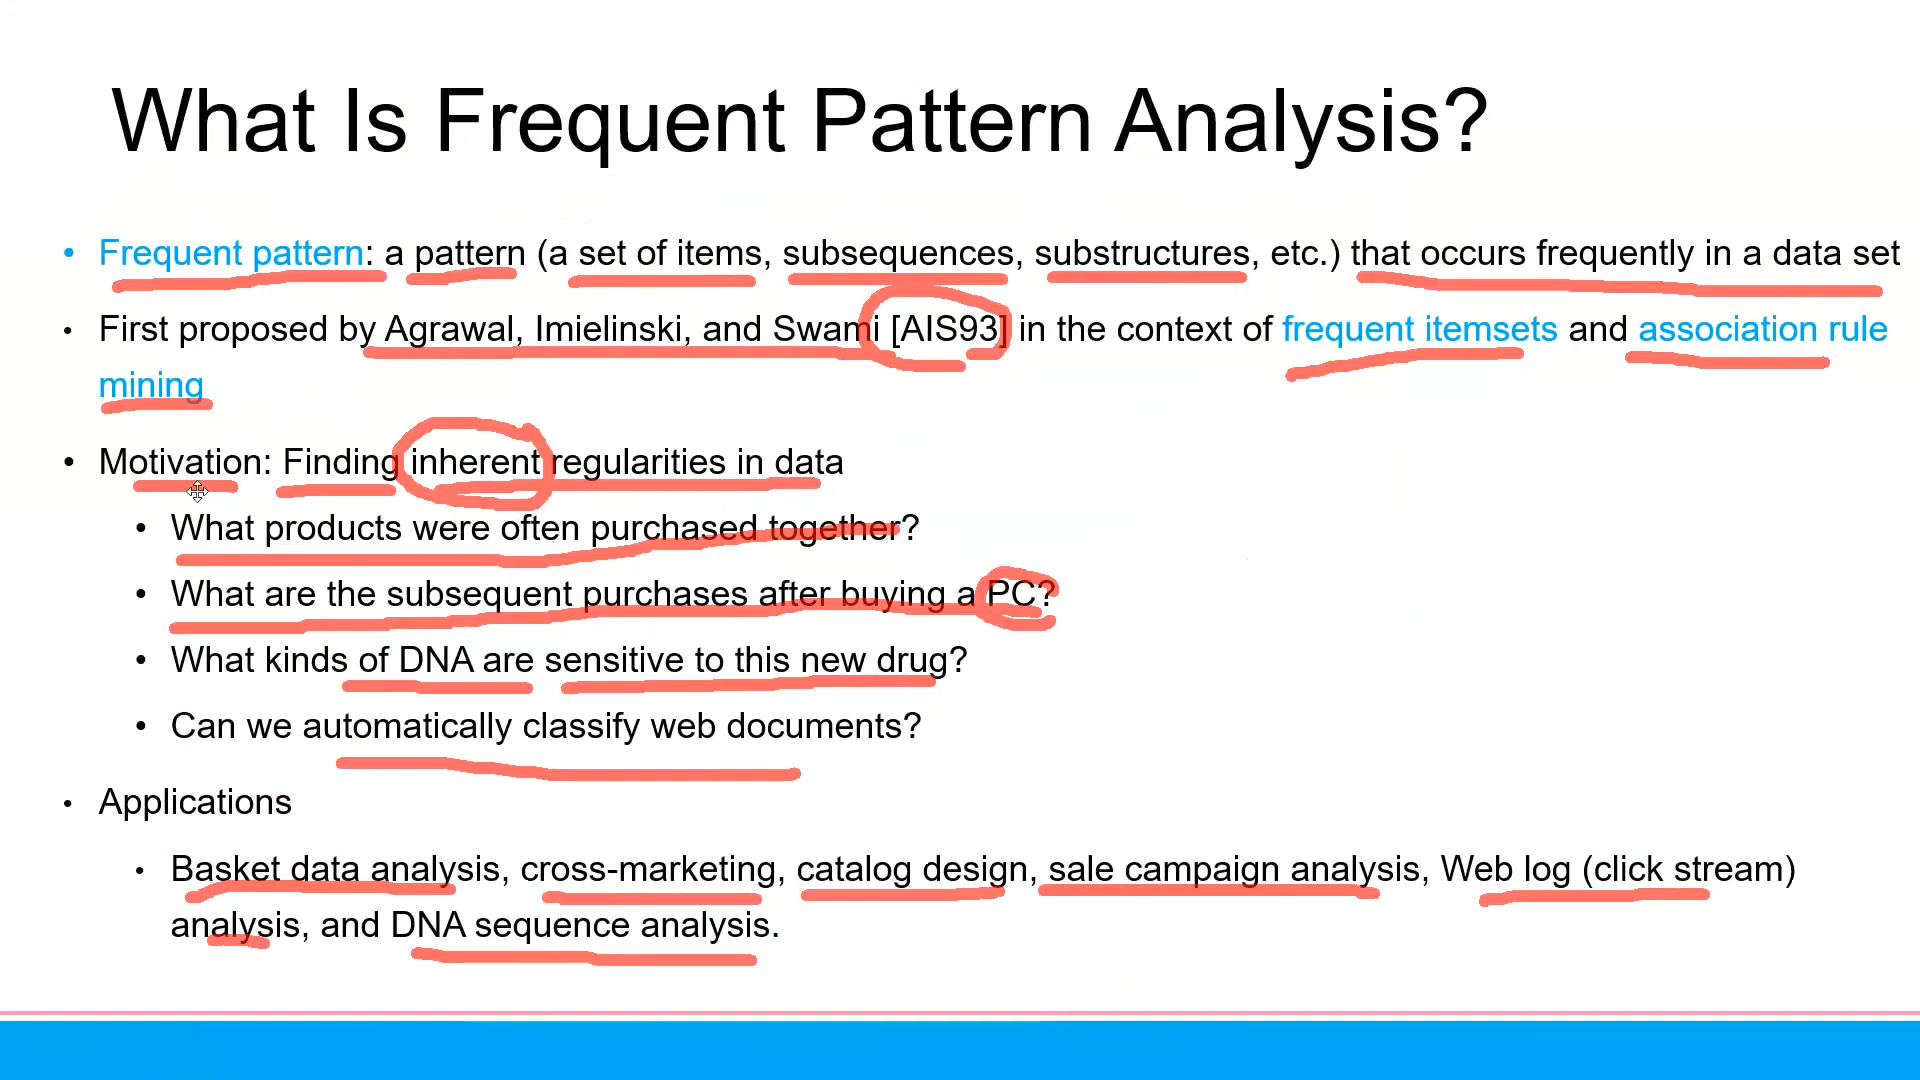 What Is Frequent Pattern Analysis?
• Frequent pattern: a pattern (a set of items, subsequences, substructures, etc.) that occurs frequently in a data set
• First proposed by Agrawal, Imielinski, and Swami [AIS93] in the context of frequent itemsets and association rule
mining
• Motivation: Finding inherent regularities in data
• What products were often purchased together?
• What are the subsequent purchases after buying a PC?
• What kinds of DNA are sensitive to this new drug?
• Can we automatically classify web documents?
• Applications
• Basket data analysis, cross-marketing, catalog design, sale campaign analysis, Web log (click stream)
analysis, and DNA sequence analysis.